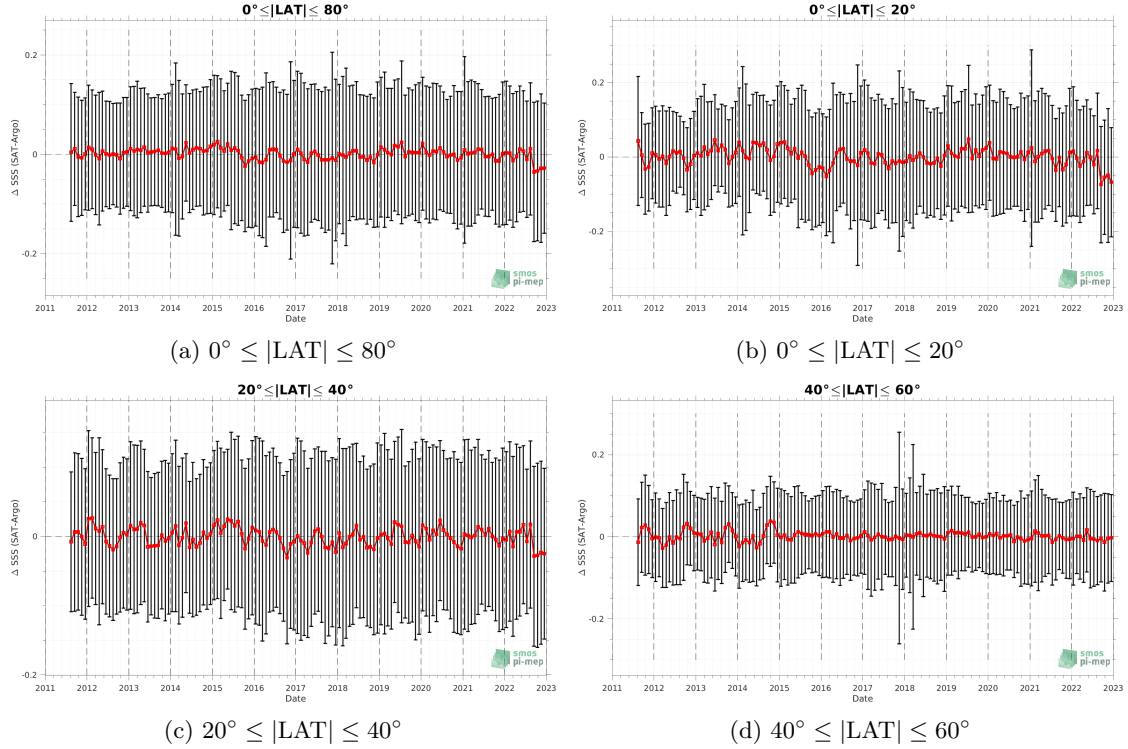 0°≤|LAT|≤ 80°
Δ SSS (SAT-Argo)
0.2
0
-0.2
smos
pi-mep
2011 2012 2013 2014 2015 2016 2017 2018 2019 2020 2021 2022 2023
Date
(a) 0° ≤ |LAT| ≤ 80°
0°≤|LAT|≤ 20°
Δ SSS (SAT-Argo)
0.2
0
-0.2
smos
pi-mep
2011 2012 2013 2014 2015 2016 2017 2018 2019 2020 2021 2022 2023
Date
(b) 0° ≤ |LAT| ≤ 20°
20°≤|LAT|≤ 40°
Δ SSS (SAT-Argo)
0
-0.2
smos
pi-mep
2011 2012 2013 2014 2015 2016 2017 2018 2019 2020 2021 2022 2023
Date
(c) 20° ≤ |LAT| ≤ 40°
40°≤|LAT|≤ 60°
Δ SSS (SAT-Argo)
0.2
0
-0.2
smos
pi-mep
2011 2012 2013 2014 2015 2016 2017 2018 2019 2020 2021 2022 2023
Date
(d) 40° ≤ |LAT| ≤ 60°